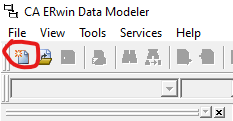 CA ERwin Data Modeler
File View Tools Services Help